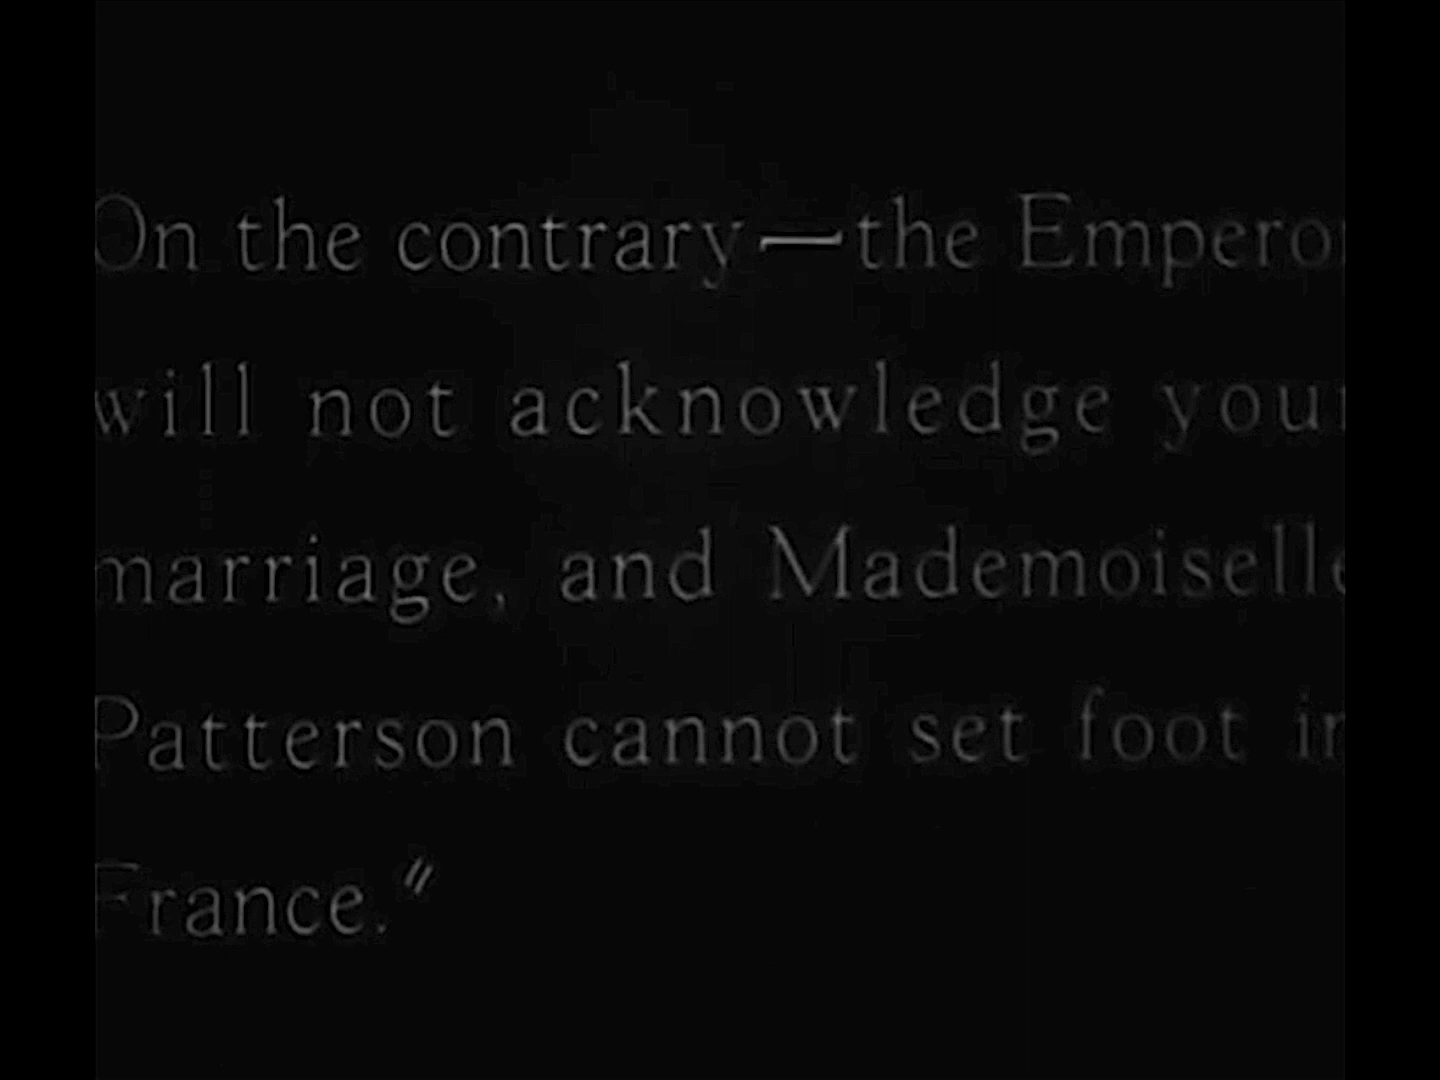 On the contrary—the Emperor
will not acknowledge your
marriage, and Mademoiselle
Patterson cannot set foot in
France."